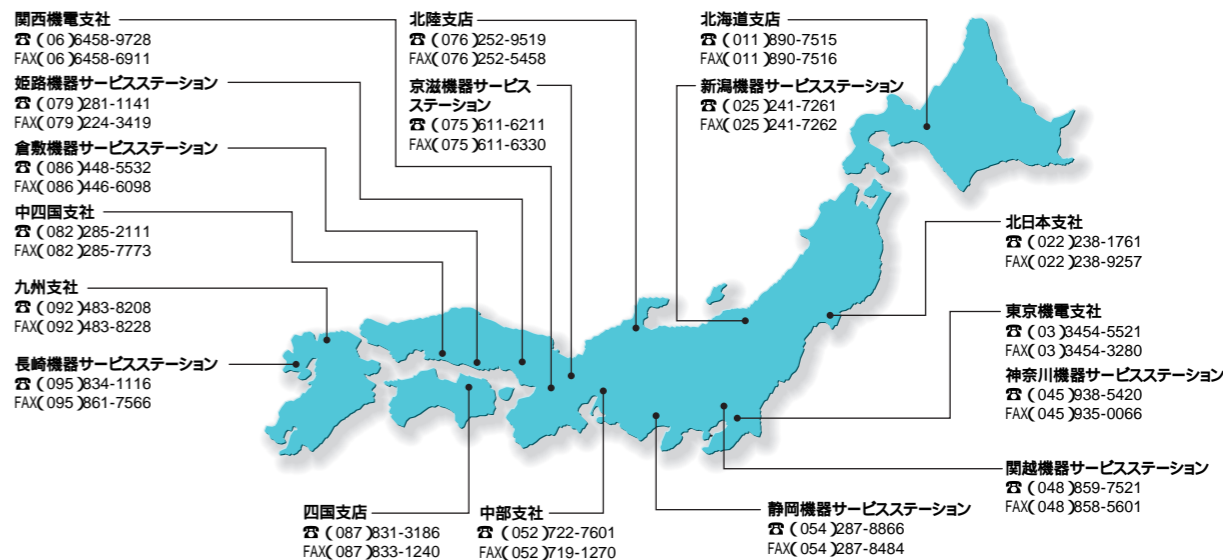 関西機電支社
☎(06)6458-9728
FAX(06)6458-6911
姫路機器サービスステーション
☎(079)281-1141
FAX(079)224-3419
倉敷機器サービスステーション
☎(086)448-5532
FAX(086)446-6098
中四国支社
☎(082)285-2111
FAX(082)285-7773
九州支社
☎(092)483-8208
FAX(092)483-8228
長崎機器サービスステーション
☎(095)834-1116
FAX(095)861-7566
北陸支店
☎(076)252-9519
FAX(076)252-5458
京滋機器サービス
ステーション
☎(075)611-6211
FAX(075)611-6330
北海道支店
☎(011)890-7515
FAX(011)890-7516
新潟機器サービスステーション
☎(025)241-7261
FAX(025)241-7262
北日本支社
☎(022)238-1761
FAX(022)238-9257
東京機電支社
☎(03)3454-5521
FAX(03)3454-3280
神奈川機器サービスステーション
☎(045)938-5420
FAX(045)935-0066
関越機器サービスステーション
☎(048)859-7521
FAX(048)858-5601
静岡機器サービスステーション
☎(054)287-8866
FAX(054)287-8484
中部支社
☎(052)722-7601
FAX(052)719-1270
四国支店
☎(087)831-3186
FAX(087)833-1240